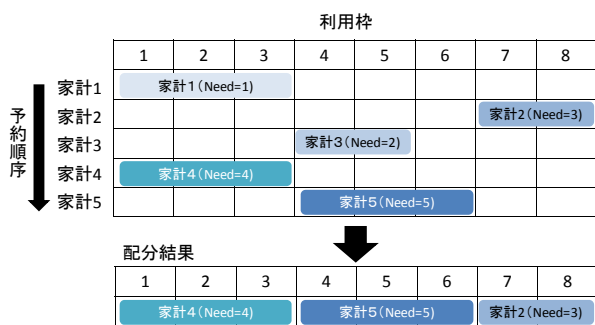 利用枠
1 2 3 4 5 6 7 8
予約順序
家計1 家計1(Need=1)
家計2 家計2(Need=3)
家計3 家計3(Need=2)
家計4 家計4(Need=4)
家計5 家計5(Need=5)
配分結果
1 2 3 4 5 6 7 8
家計4(Need=4) 家計5(Need=5) 家計2(Need=3)